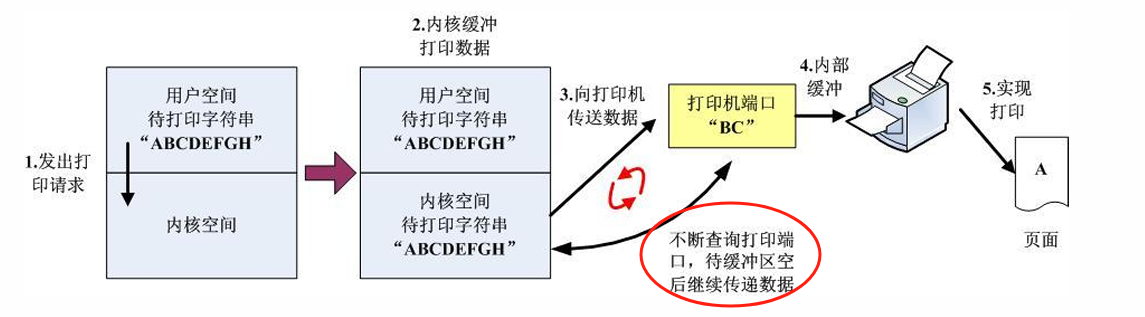 1.发出打
印请求
用户空间
待打印字符串
“ABCDEFGH”
内核空间
2.内核缓冲
打印数据
用户空间
待打印字符串
“ABCDEFGH”
内核空间
待打印字符串
“ABCDEFGH”
3.向打印机
传送数据
打印机端口
“BC”
不断查询打印端
口，待缓冲区空
后继续传递数据
4.内部
缓冲
5.实现
打印
A
页面